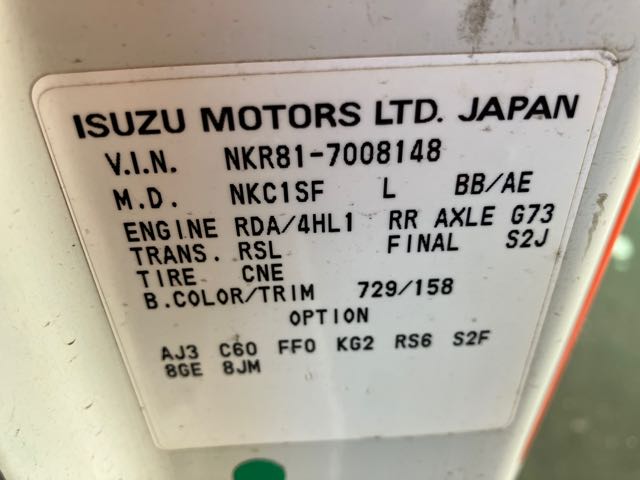 ISUZU MOTORS LTD. JAPAN
V.I.N. NKR81-7008148
M.D. NKC1SF L BB/AE
ENGINE RDA/4HL1 RR AXLE G73
TRANS. RSL FINAL S2J
TIRE CNE
B.COLOR/TRIM 729/158
OPTION
AJ3 C60 FF0 KG2 RS6 S2F
8GE 8JM